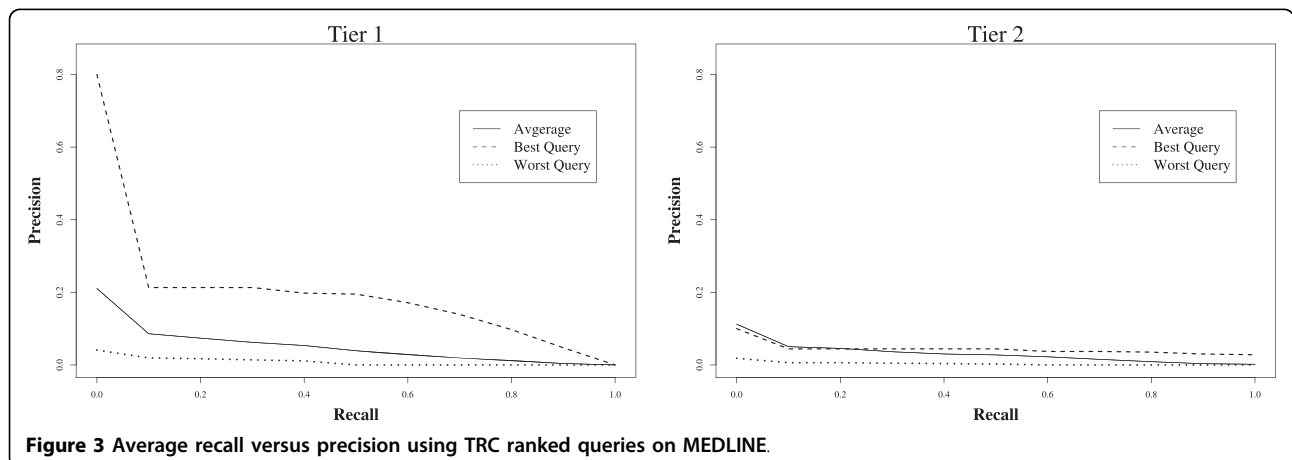 Tier 1
0.8
0.6
0.4
0.2
0.0
Precision
Avgerage
Best Query
Worst Query
0.0 0.2 0.4 0.6 0.8 1.0
Recall
Tier 2
0.8
0.6
0.4
0.2
0.0
Precision
Average
Best Query
Worst Query
0.0 0.2 0.4 0.6 0.8 1.0
Recall
Figure 3 Average recall versus precision using TRC ranked queries on MEDLINE.